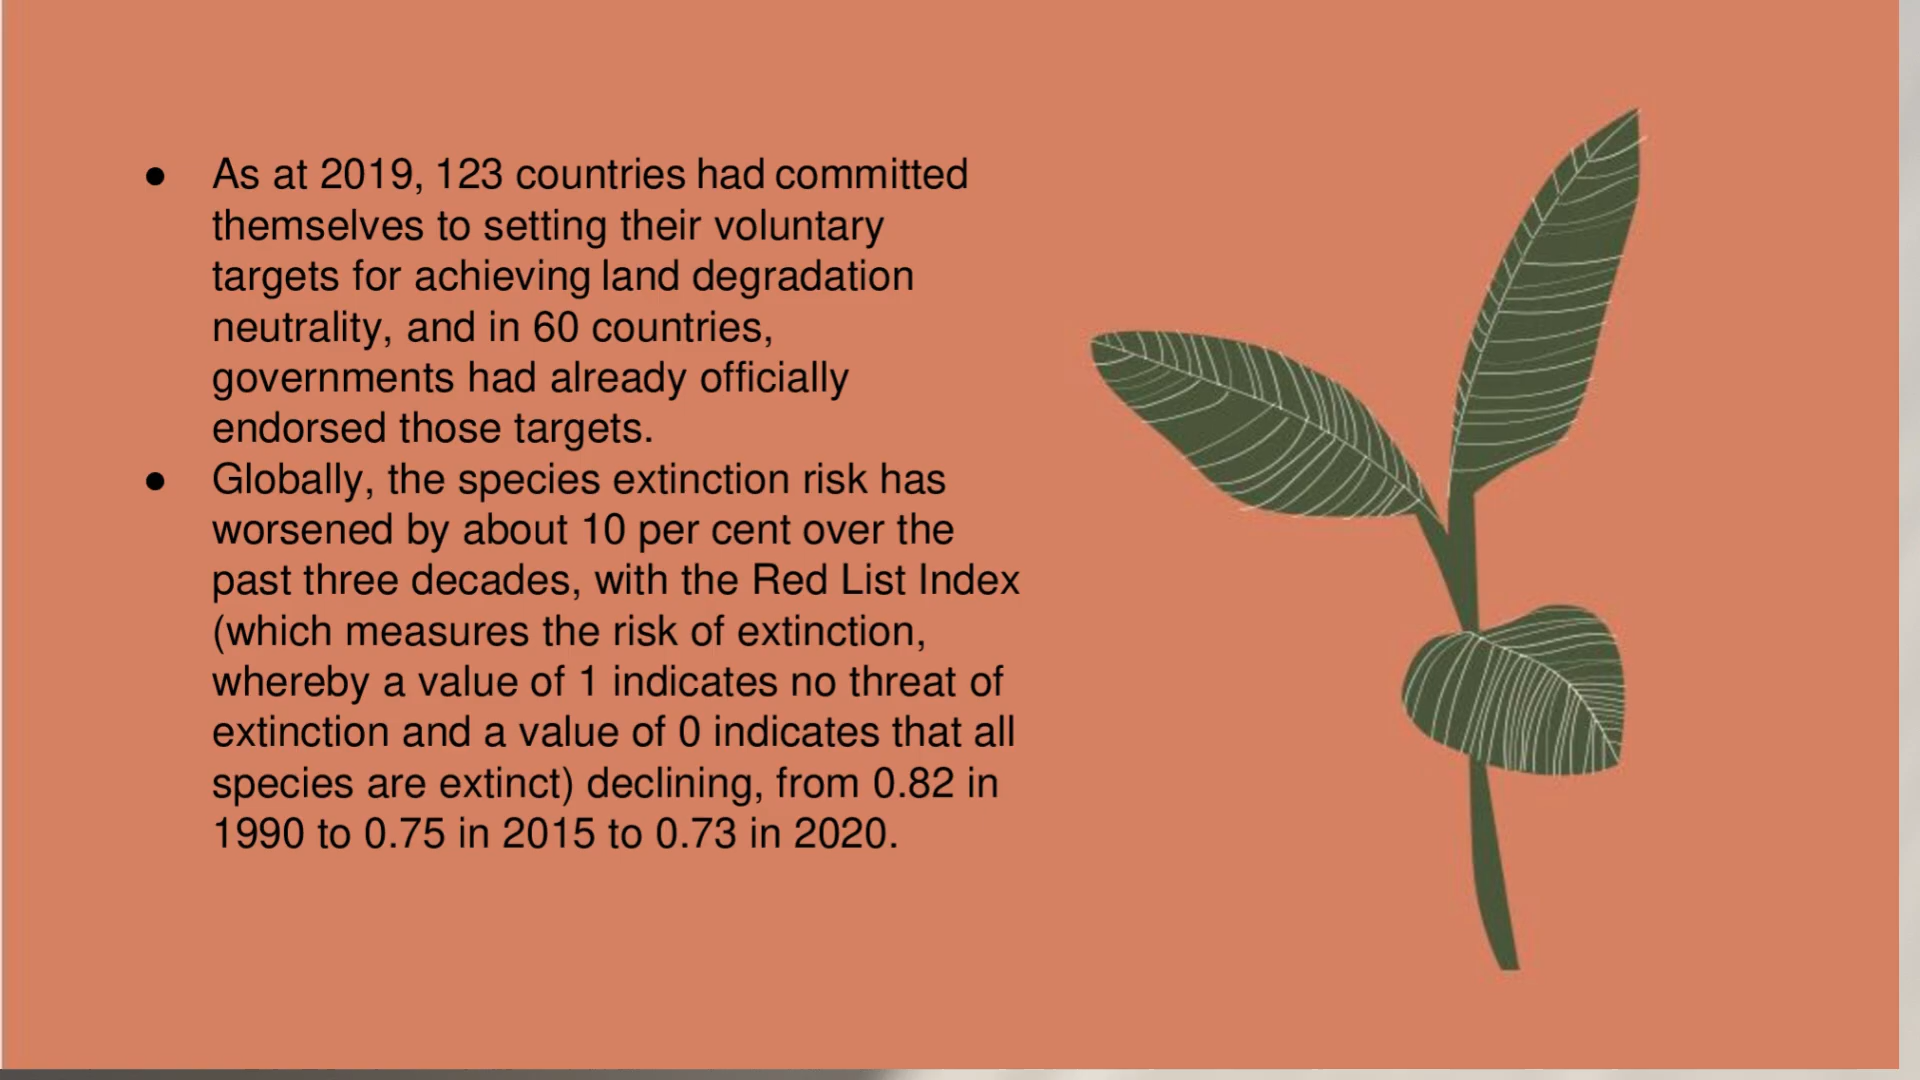 ● As at 2019, 123 countries had committed
themselves to setting their voluntary
targets for achieving land degradation
neutrality, and in 60 countries,
governments had already officially
endorsed those targets.
● Globally, the species extinction risk has
worsened by about 10 per cent over the
past three decades, with the Red List Index
(which measures the risk of extinction,
whereby a value of 1 indicates no threat of
extinction and a value of 0 indicates that all
species are extinct) declining, from 0.82 in
1990 to 0.75 in 2015 to 0.73 in 2020.